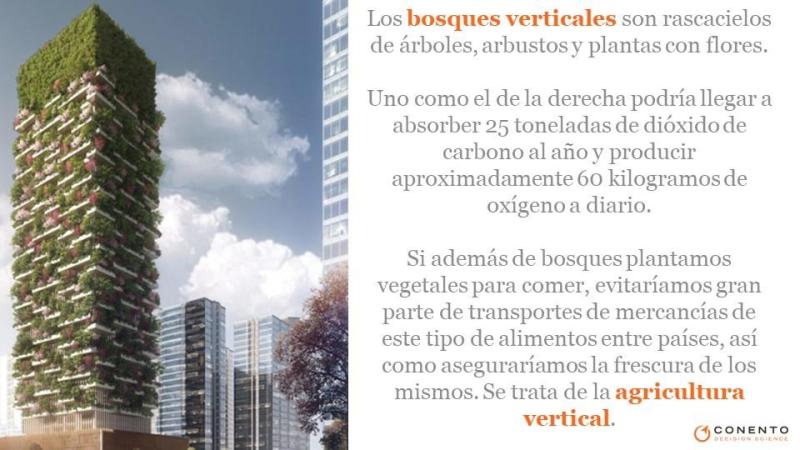 Los bosques verticales son rascacielos
de árboles, arbustos y plantas con flores.
Uno como el de la derecha podría llegar a
absorber 25 toneladas de dióxido de
carbono al año y producir
aproximadamente 60 kilogramos de
oxígeno a diario.
Si además de bosques plantamos
vegetales para comer, evitaríamos gran
parte de transportes de mercancías de
este tipo de alimentos entre países, así
como aseguraríamos la frescura de los
mismos. Se trata de la agricultura
vertical.
CONENTO
DECISION SCIENCE